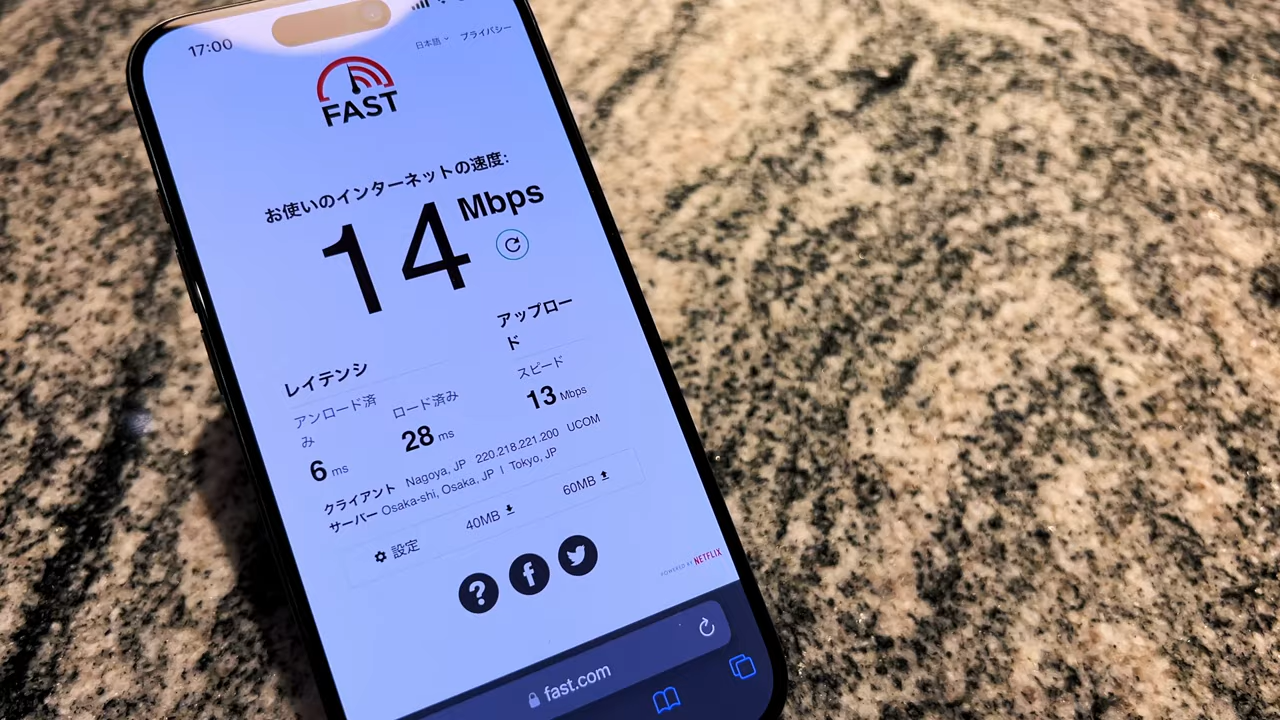 17:00
日本語 プライバシー
FAST
お使いのインターネットの速度:
14 Mbps
レイテンシ
アンロード済
み
6 ms
ロード済み
28 ms
アップロー
ド
スピード
13 Mbps
クライアント Nagoya, JP 220.218.221.200 UCOM
サーバー Osaka-shi, Osaka, JP | Tokyo, JP
設定 40MB 60MB
POWERED BY NETFLIX
fast.com